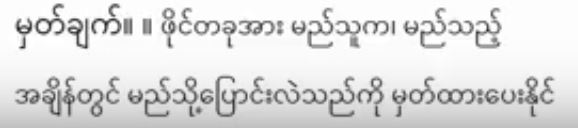 မှတ်ချက်။ ။ ဖိုင်တခုအား မည်သူက၊ မည်သည့်
အချိန်တွင် မည်သို့ပြောင်းလဲသည်ကို မှတ်ထားပေးနိုင်